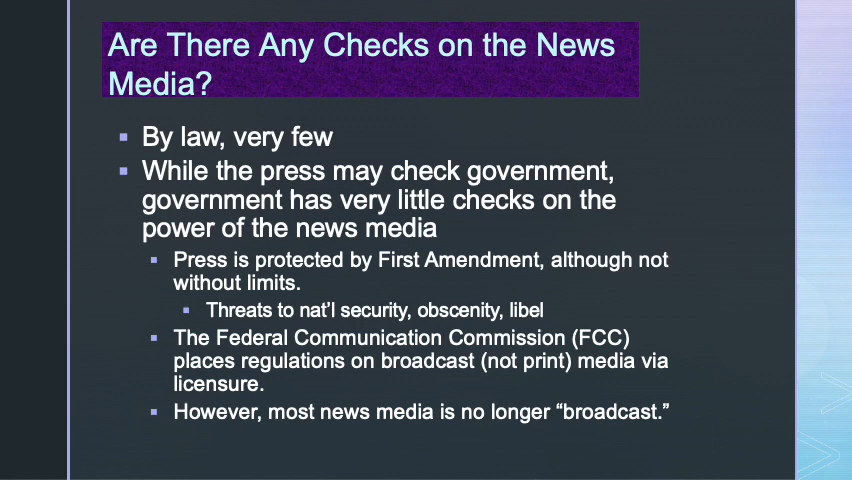 Are There Any Checks on the News
Media?
By law, very few
While the press may check government,
government has very little checks on the
power of the news media
Press is protected by First Amendment, although not
without limits.
Threats to nat'l security, obscenity, libel
The Federal Communication Commission (FCC)
places regulations on broadcast (not print) media via
licensure.
However, most news media is no longer “broadcast.”